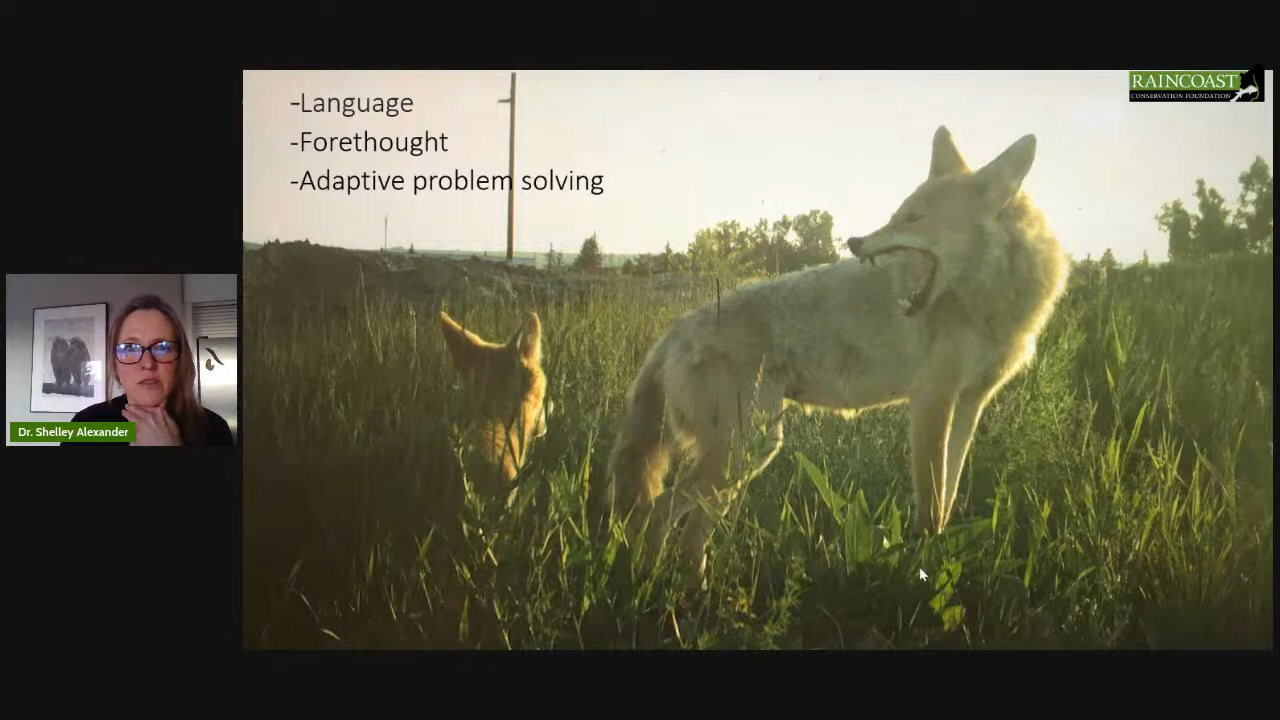 -Language
-Forethought
-Adaptive problem solving
RAINCOAST
CONSERVATION FOUNDATION
Dr. Shelley Alexander